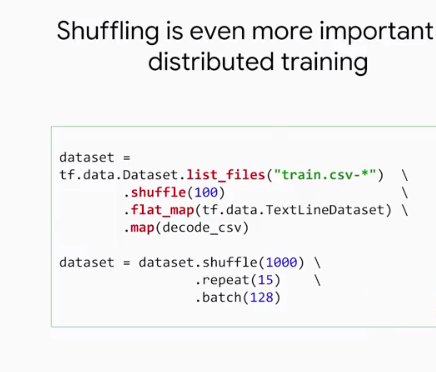 Shuffling is even more important
distributed training
dataset =
tf.data.Dataset.list_files("train.csv-*") \
.shuffle(100) \
.flat_map(tf.data.TextLineDataset) \
.map(decode_csv)
dataset = dataset.shuffle(1000) \
.repeat(15) \
.batch(128)